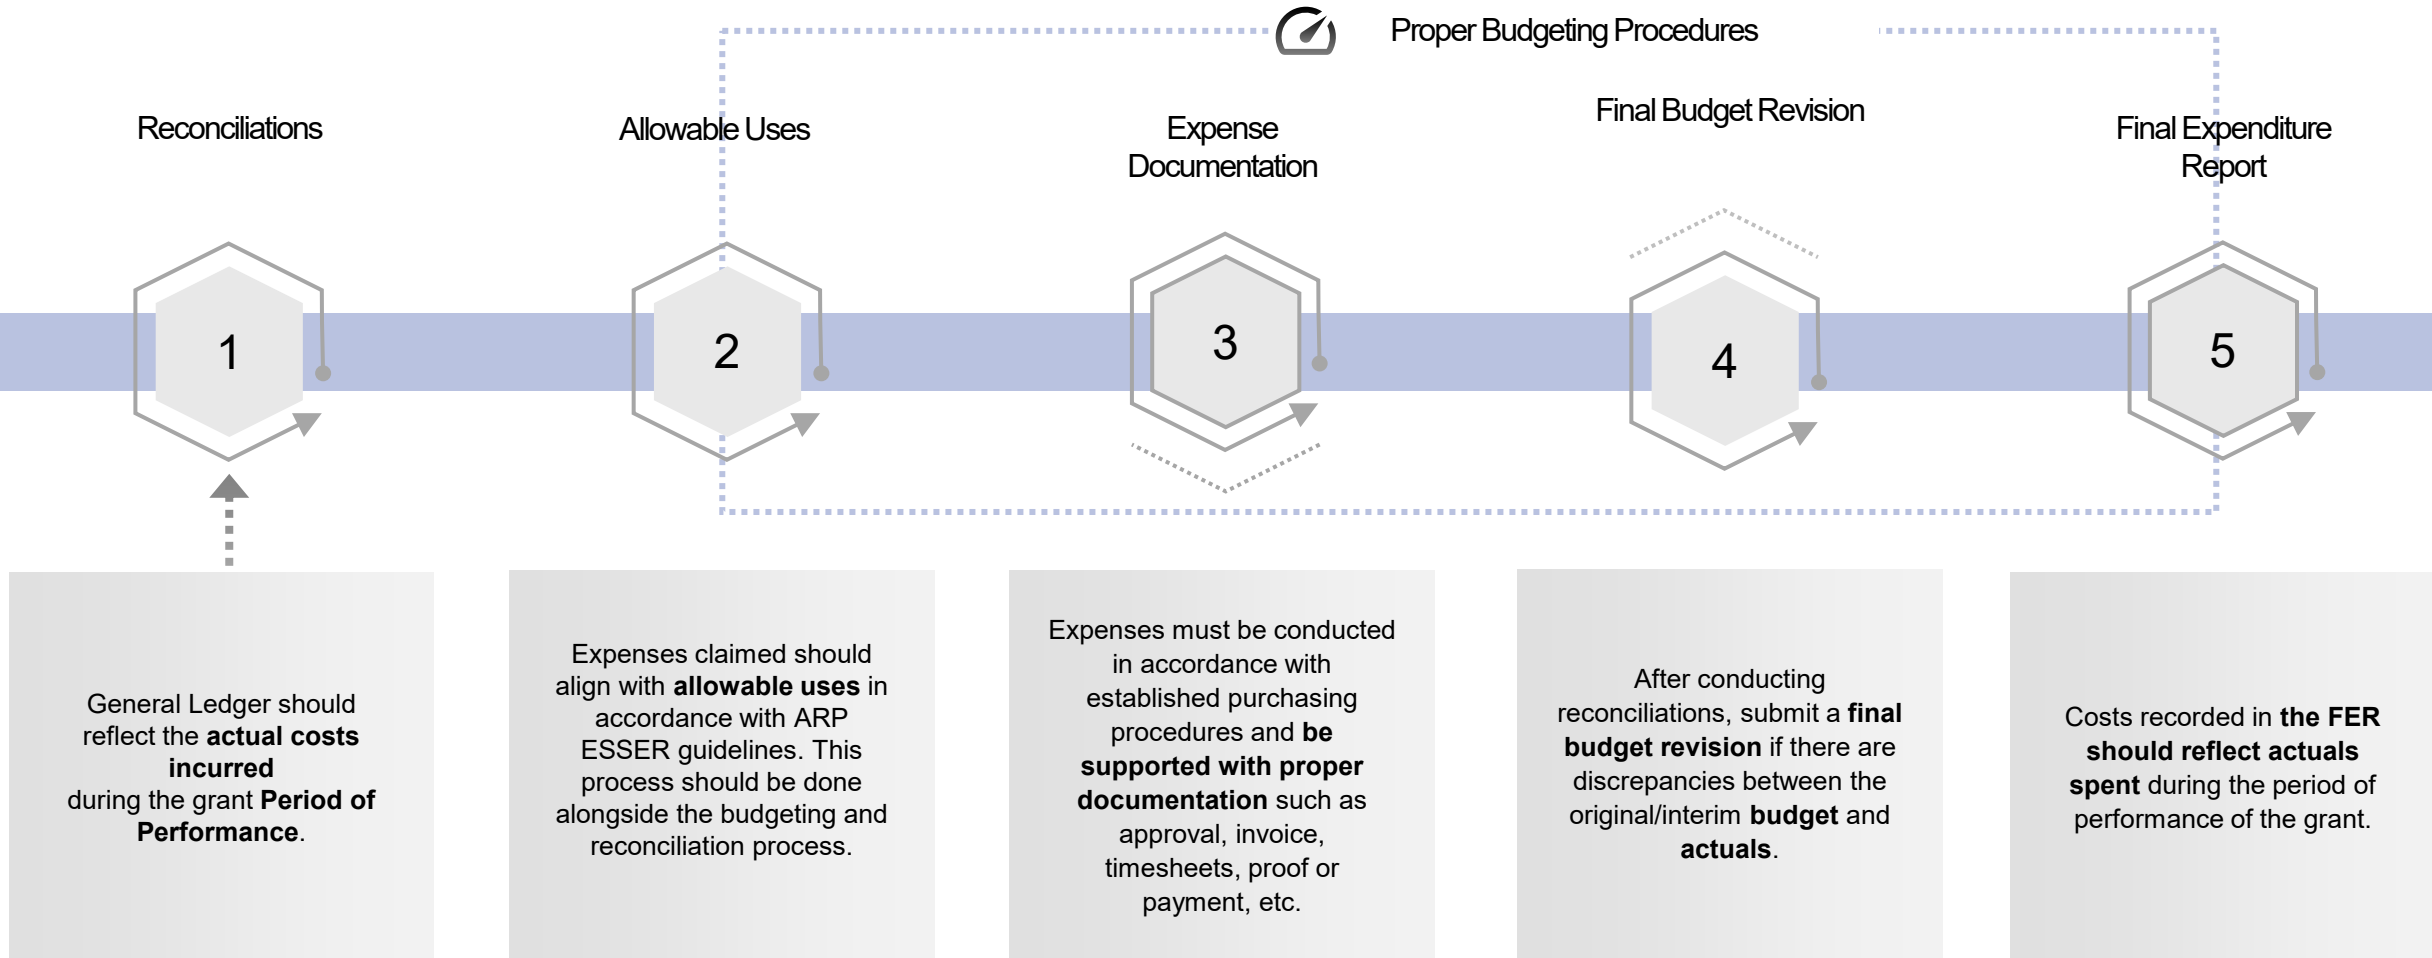 Proper Budgeting Procedures
Reconciliations
Allowable Uses
Expense
Documentation
Final Budget Revision
Final Expenditure
Report
1
2
3
4
5
General Ledger should
reflect the actual costs
incurred
during the grant Period of
Performance.
Expenses claimed should
align with allowable uses in
accordance with ARP
ESSER guidelines. This
process should be done
alongside the budgeting and
reconciliation process.
Expenses must be conducted
in accordance with
established purchasing
procedures and be
supported with proper
documentation such as
approval, invoice,
timesheets, proof or
payment, etc.
After conducting
reconciliations, submit a final
budget revision if there are
discrepancies between the
original/interim budget and
actuals.
Costs recorded in the FER
should reflect actuals
spent during the period of
performance of the grant.